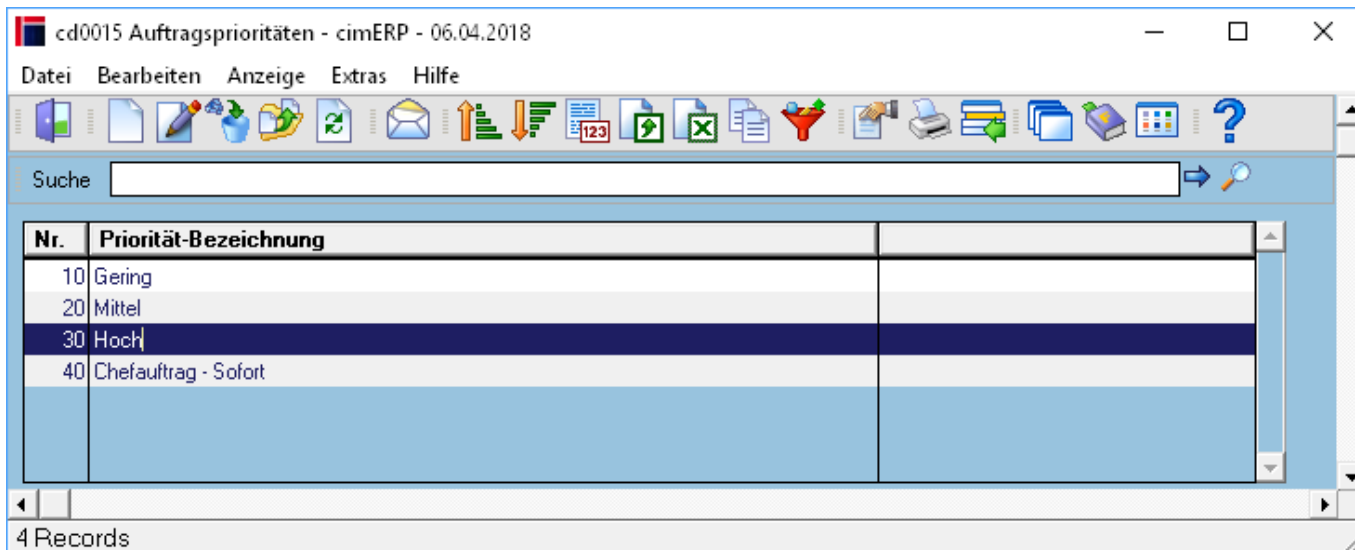 cd0015 Auftragsprioritäten - cimERP - 06.04.2018
Datei Bearbeiten Anzeige Extras Hilfe
123
Suche
Nr. Priorität-Bezeichnung
10 Gering
20 Mittel
30 Hoch
40 Chefauftrag - Sofort
4 Records